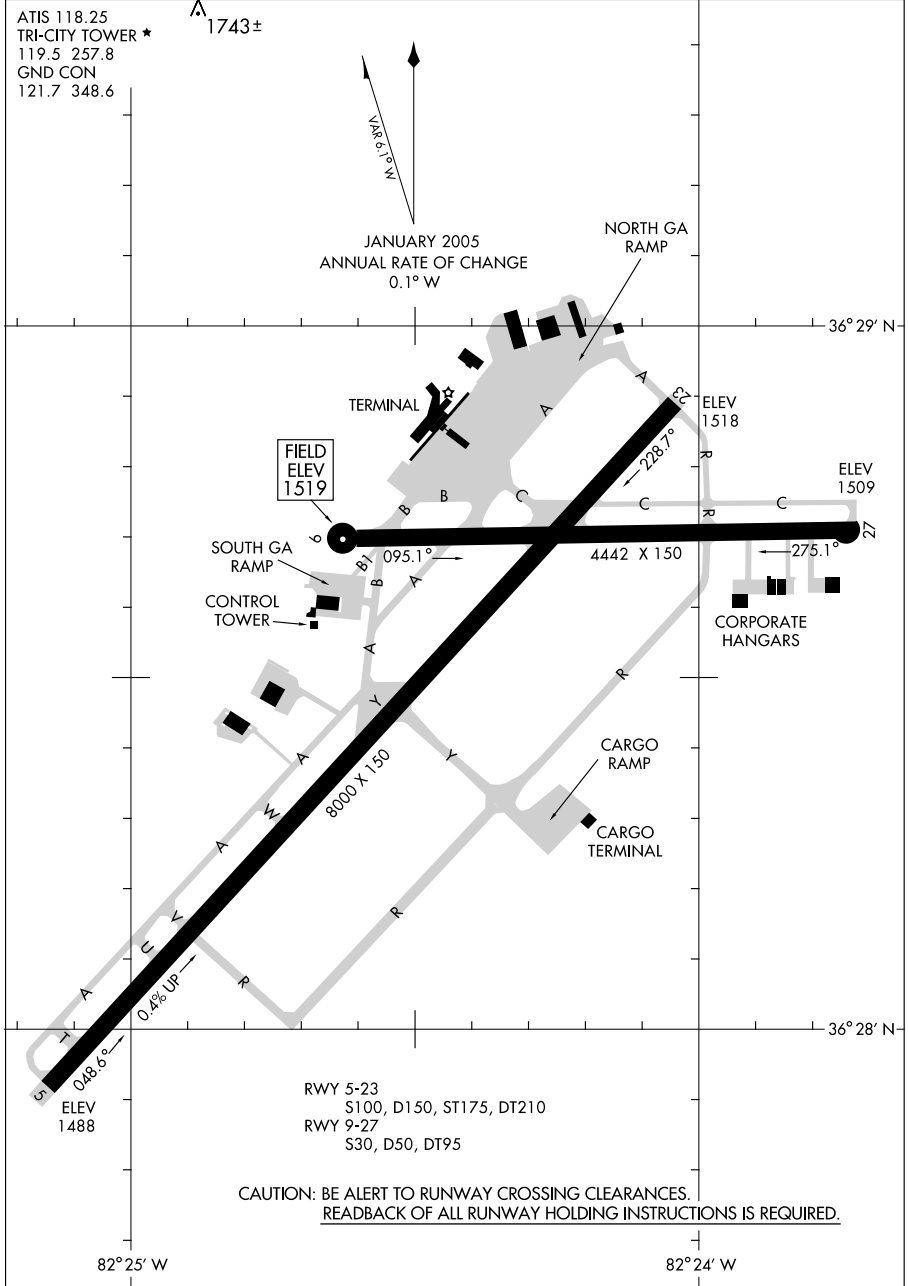 ATIS 118.25
TRI-CITY TOWER ★
119.5 257.8
GND CON
121.7 348.6
1743±
VAR 6.1° W
JANUARY 2005
ANNUAL RATE OF CHANGE
0.1° W
NORTH GA
RAMP
36°29' N
A
23
ELEV
1518
TERMINAL
A
228.7°
R
FIELD
ELEV
1519
ELEV
1509
B
B
C
C
R
C
9
095.1°
4442 X 150
275.1°
27
SOUTH GA
RAMP
B1
B
A
CONTROL
TOWER
CORPORATE
HANGARS
A
R
Y
A
Y
8000 X 150
CARGO
RAMP
W
A
CARGO
TERMINAL
V
R
U
R
A
0.4% UP
T
36°28' N
048.6°
5
ELEV
1488
RWY 5-23
S100, D150, ST175, DT210
RWY 9-27
S30, D50, DT95
CAUTION: BE ALERT TO RUNWAY CROSSING CLEARANCES.
READBACK OF ALL RUNWAY HOLDING INSTRUCTIONS IS REQUIRED.
82°25' W
82°24' W